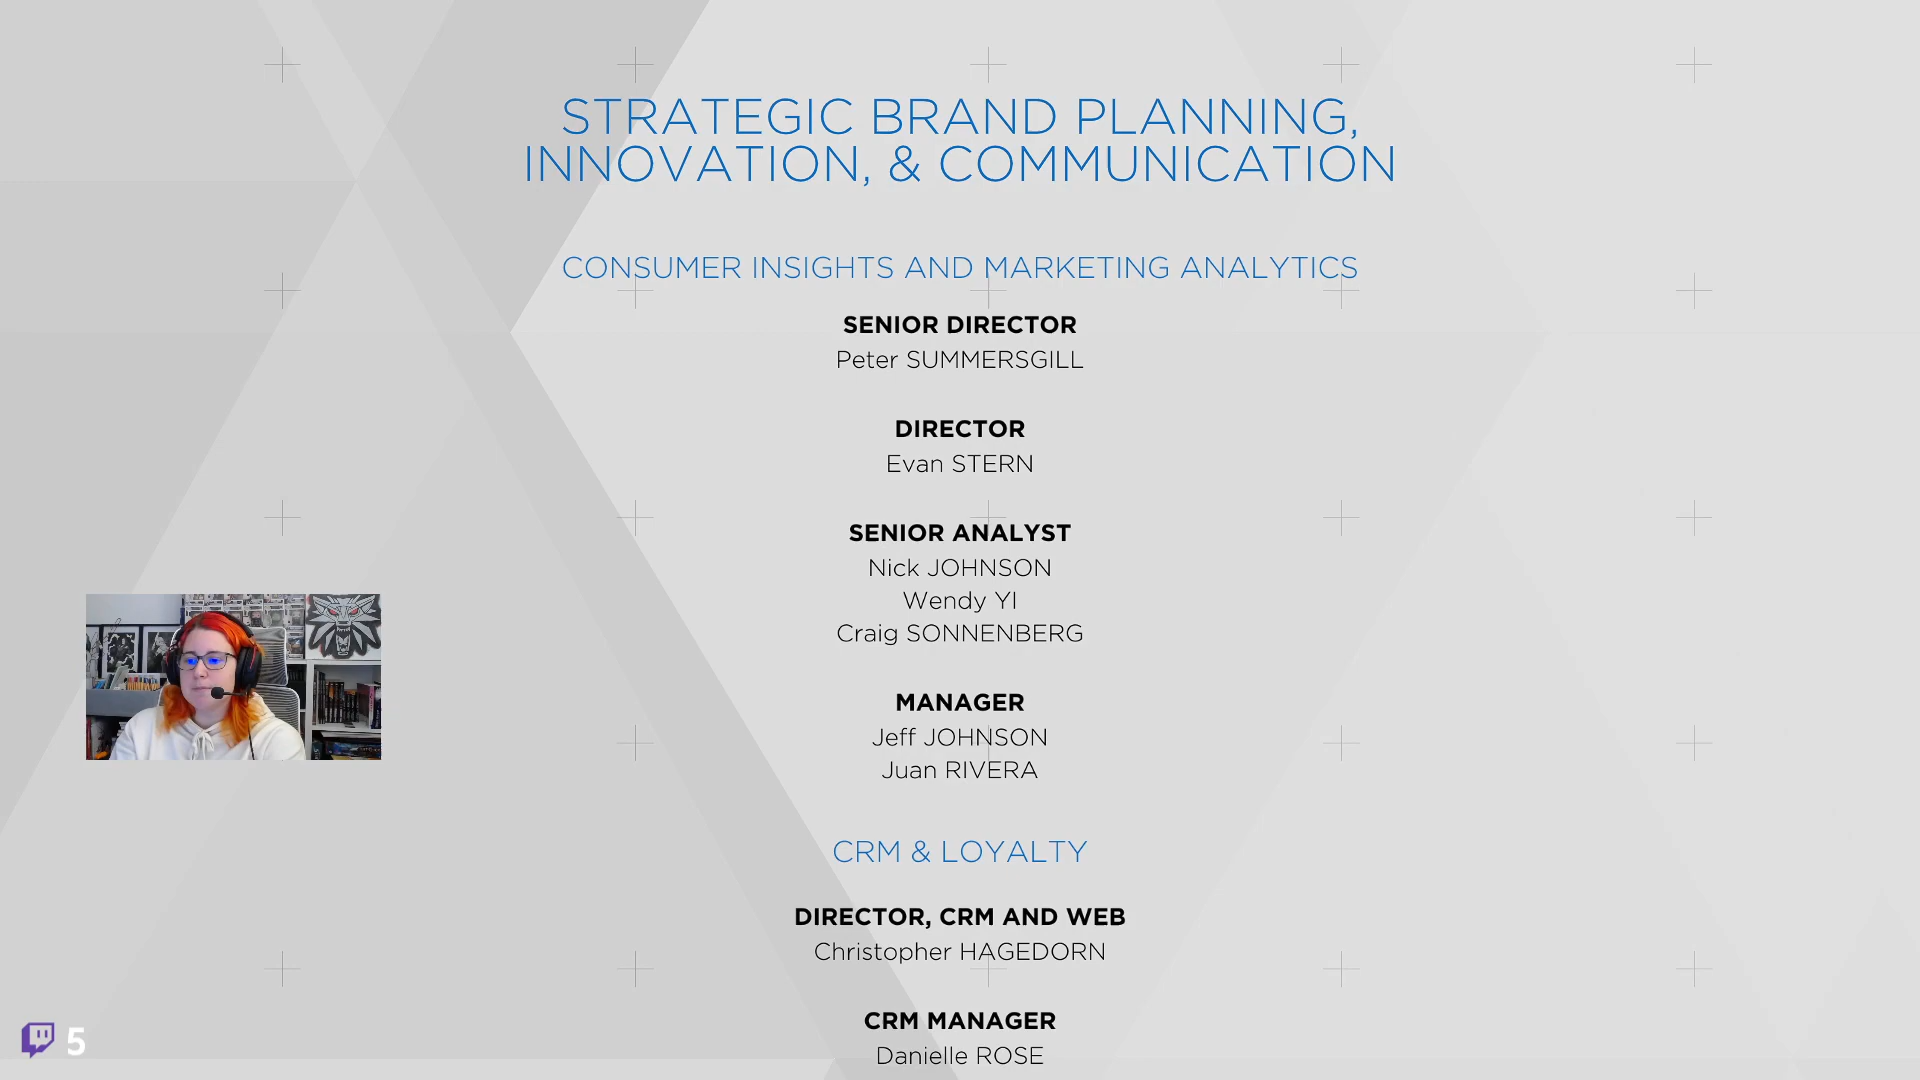 STRATEGIC BRAND PLANNING,
INNOVATION, & COMMUNICATION
CONSUMER INSIGHTS AND MARKETING ANALYTICS
SENIOR DIRECTOR
Peter SUMMERSGILL
DIRECTOR
Evan STERN
SENIOR ANALYST
Nick JOHNSON
Wendy YI
Craig SONNENBERG
MANAGER
Jeff JOHNSON
Juan RIVERA
CRM & LOYALTY
DIRECTOR, CRM AND WEB
Christopher HAGEDORN
CRM MANAGER
Danielle ROSE
5